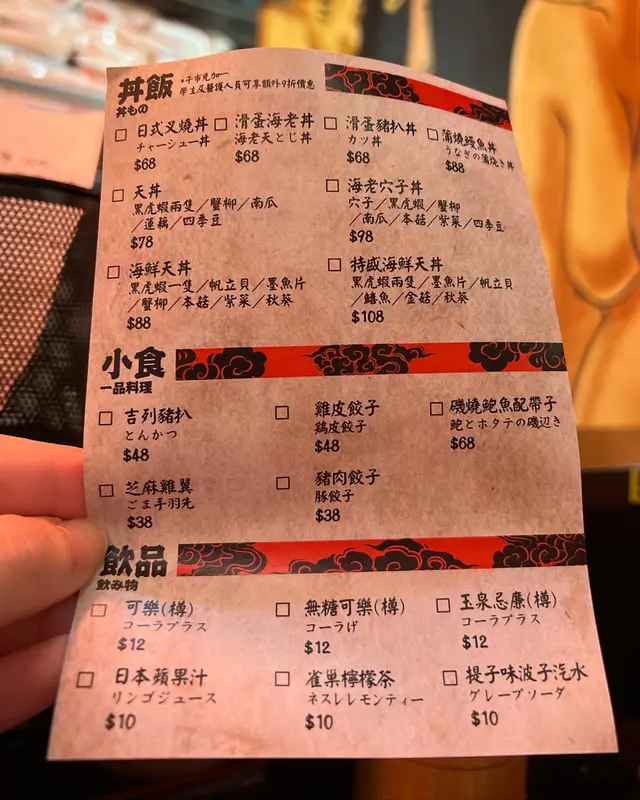 丼飯
丼もの
學生及醫護人員可享額外9折優惠
日式叉燒丼
チャーシュー丼
$68
滑蛋海老丼
海老天とじ丼
$68
滑蛋豬扒丼
カツ丼
$68
蒲燒鰻魚丼
うなぎの蒲焼き丼
$88
天丼
黑虎蝦兩隻/蟹柳/南瓜
/蓮藕/四季豆
$78
海老穴子丼
穴子/黑虎蝦/蟹柳
/南瓜/本菇/紫菜/四季豆
$98
海鮮天丼
黑虎蝦一隻/帆立貝/墨魚片
/蟹柳/本菇/紫菜/秋葵
$88
特盛海鮮天丼
黑虎蝦兩隻/墨魚片/帆立貝
/鱚魚/金菇/秋葵
$108
小食
一品料理
吉列豬扒
とんかつ
$48
雞皮餃子
鶏皮餃子
$48
磯燒鮑魚配帶子
鮑とホタテの磯辺き
$68
芝麻雞翼
ごま手羽先
$38
豬肉餃子
豚餃子
$38
飲品
飲み物
可樂(樽)
コーラプラス
$12
無糖可樂(樽)
コーラげ
$12
玉泉忌廉(樽)
コーラプラス
$12
日本蘋果汁
リンゴジュース
$10
雀巢檸檬茶
ネスレレモンティー
$10
提子味波子汽水
グレープソーダ
$10